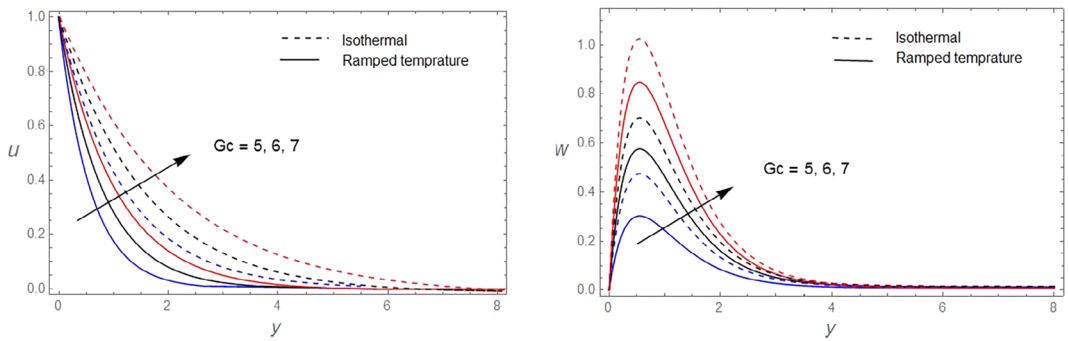 1.0
Isothermal
Ramped temprature
0.8
0.6
u
Gc = 5, 6, 7
0.4
0.2
0.0
0 2 4 6 8
y
1.0
Isothermal
Ramped temprature
0.8
0.6
w
Gc = 5, 6, 7
0.4
0.2
0.0
0 2 4 6 8
y